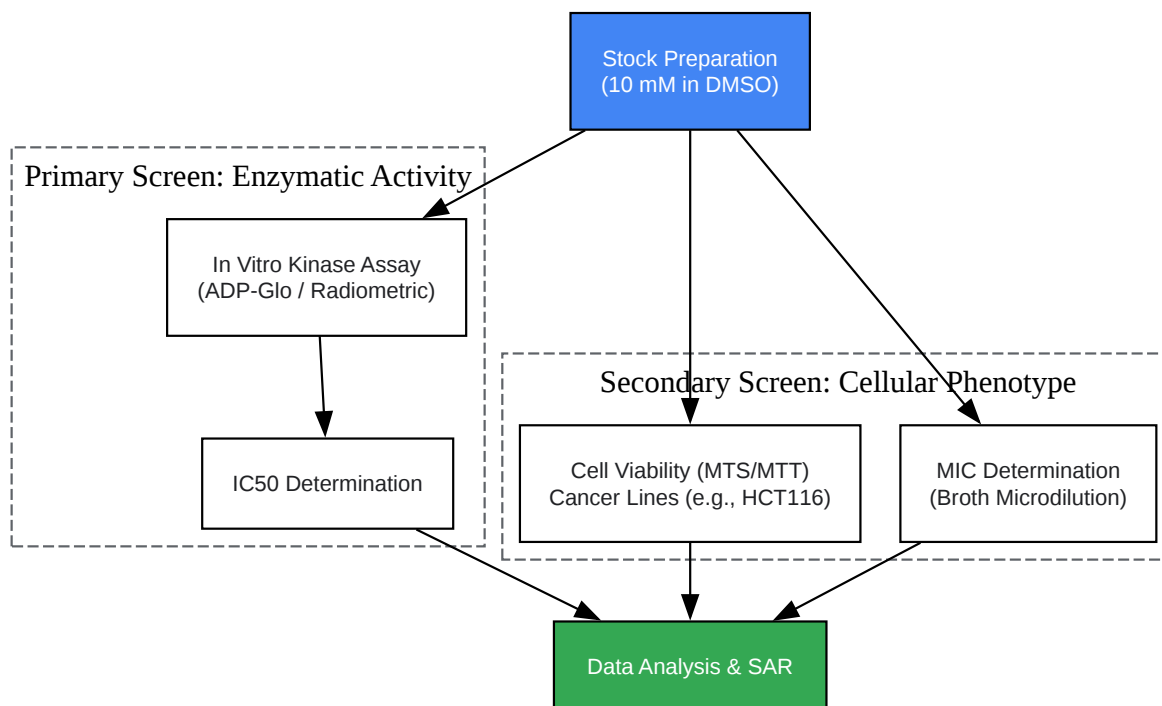 Stock Preparation
(10 mM in DMSO)
Primary Screen: Enzymatic Activity
In Vitro Kinase Assay
(ADP-Glo / Radiometric)
IC50 Determination
Secondary Screen: Cellular Phenotype
Cell Viability (MTS/MTT)
Cancer Lines (e.g., HCT116)
MIC Determination
(Broth Microdilution)
Data Analysis & SAR